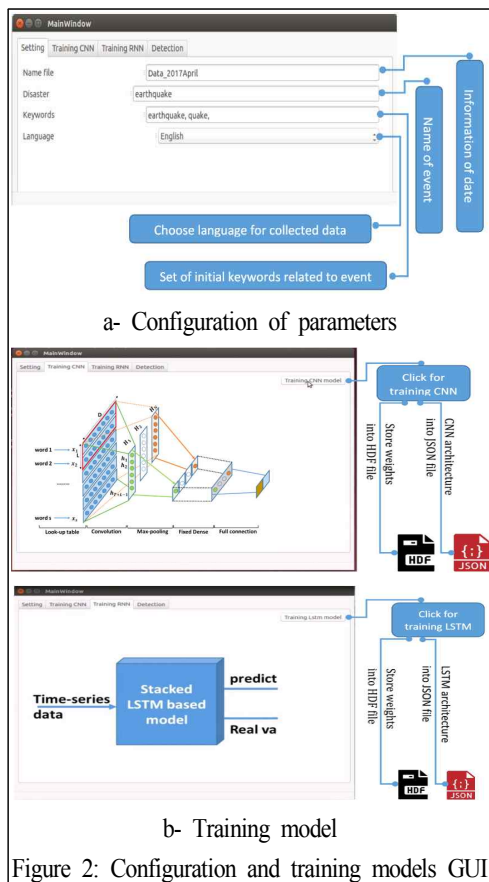 MainWindow
Setting Training CNN Training RNN Detection
Name file Data_2017April
Disaster earthquake
Keywords earthquake, quake,
Language English
Information of date
Name of event
Choose language for collected data
Set of initial keywords related to event
a- Configuration of parameters
MainWindow
Setting Training CNN Training RNN Detection
Training CNN model
Click for training CNN
Store weights into HDF file
CNN architecture into JSON file
word 1
word 2
word s
Look-up table Convolution Max-pooling Fixed Dense Full connection
HDF
{;}
JSON
MainWindow
Setting Training CNN Training RNN Detection
Training Lstm model
Click for training LSTM
Store weights into HDF file
LSTM architecture into JSON file
Time-series data
Stacked LSTM based model
predict
Real va
HDF
{;}
JSON
b- Training model
Figure 2: Configuration and training models GUI